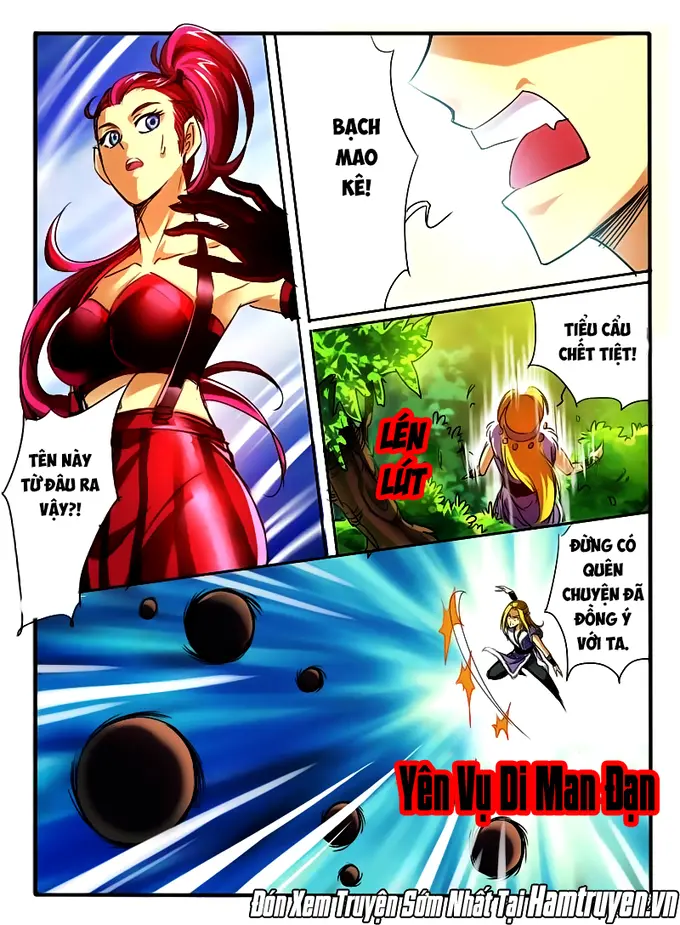 BẠCH
MAO
KÊ!
TIỂU CẨU
CHẾT TIỆT!
LÉN
LÚT
TÊN NÀY
TỪ ĐÂU RA
VẬY?!
ĐỪNG CÓ
QUÊN
CHUYỆN ĐÃ
ĐỒNG Ý
VỚI TA.
Yên Vụ Di Man Đạn
Đón Xem Truyện Sớm Nhất Tại Hamtruyen.vn